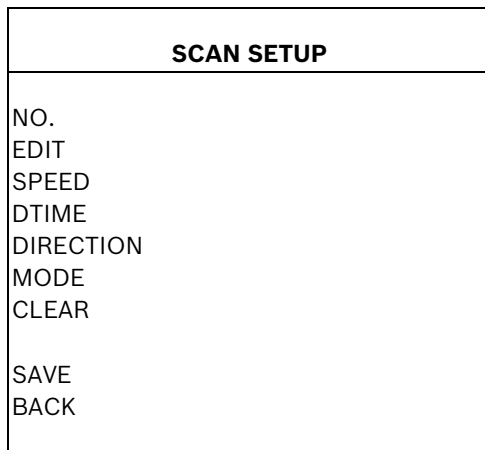 SCAN SETUP
NO.
EDIT
SPEED
DTIME
DIRECTION
MODE
CLEAR
SAVE
BACK